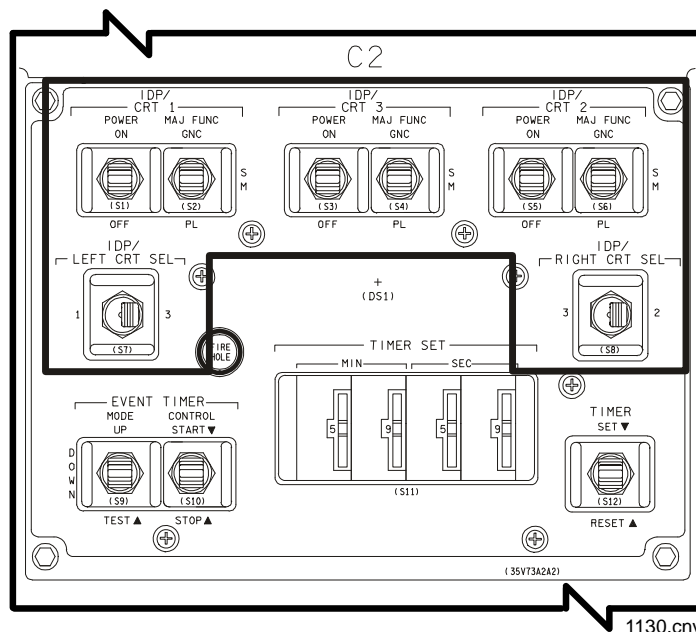 C2
IDP/ IDP/ IDP/
CRT 1 CRT 3 CRT 2
POWER MAJ FUNC POWER MAJ FUNC POWER MAJ FUNC
ON GNC ON GNC ON GNC
S M S M S M
(S1) (S2) (S3) (S4) (S5) (S6)
OFF PL OFF PL OFF PL
IDP/ IDP/
LEFT CRT SEL RIGHT CRT SEL
+
(DS1)
1 3 3 2
(S7) (S8)
FIRE
HOLE
TIMER SET
MIN SEC
5 9 5 9
(S11)
EVENT TIMER
MODE CONTROL
UP START ▼
DOWN
(S9) (S10)
TEST ▲ STOP ▲
TIMER
SET ▼
(S12)
RESET ▲
(35V73A2A2)